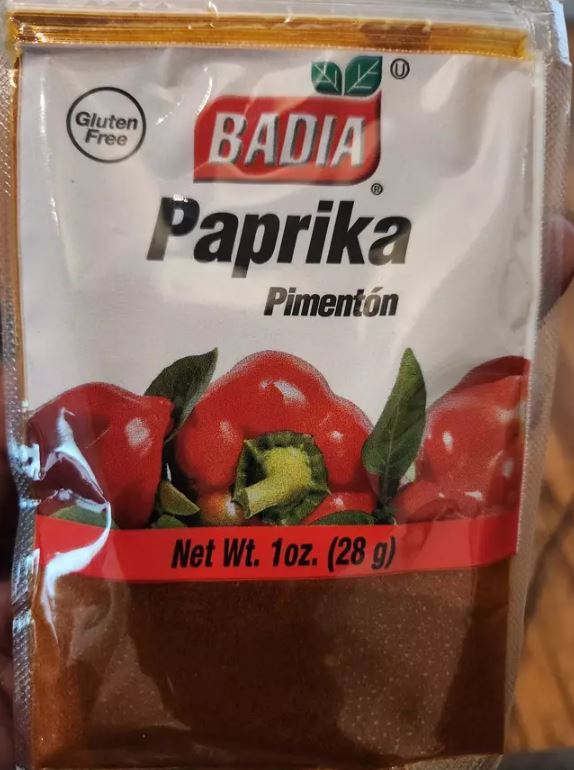 U
Gluten
Free
BADIA
®
Paprika
Pimentón
Net Wt. 1oz. (28 g)